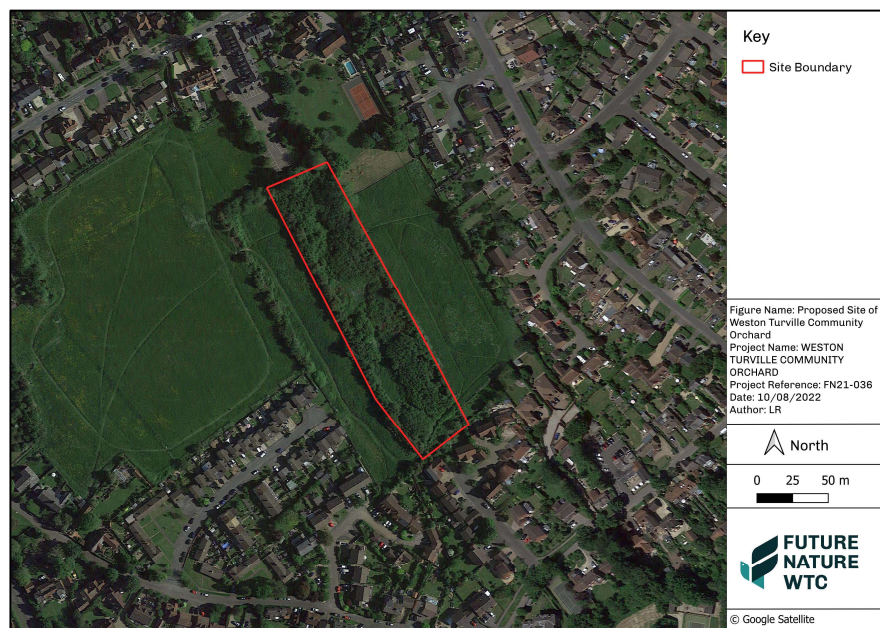 Key
Site Boundary
Figure Name: Proposed Site of
Weston Turville Community
Orchard
Project Name: WESTON
TURVILLE COMMUNITY
ORCHARD
Project Reference: FN21-036
Date: 10/08/2022
Author: LR
North
0 25 50 m
FUTURE
NATURE
WTC
© Google Satellite